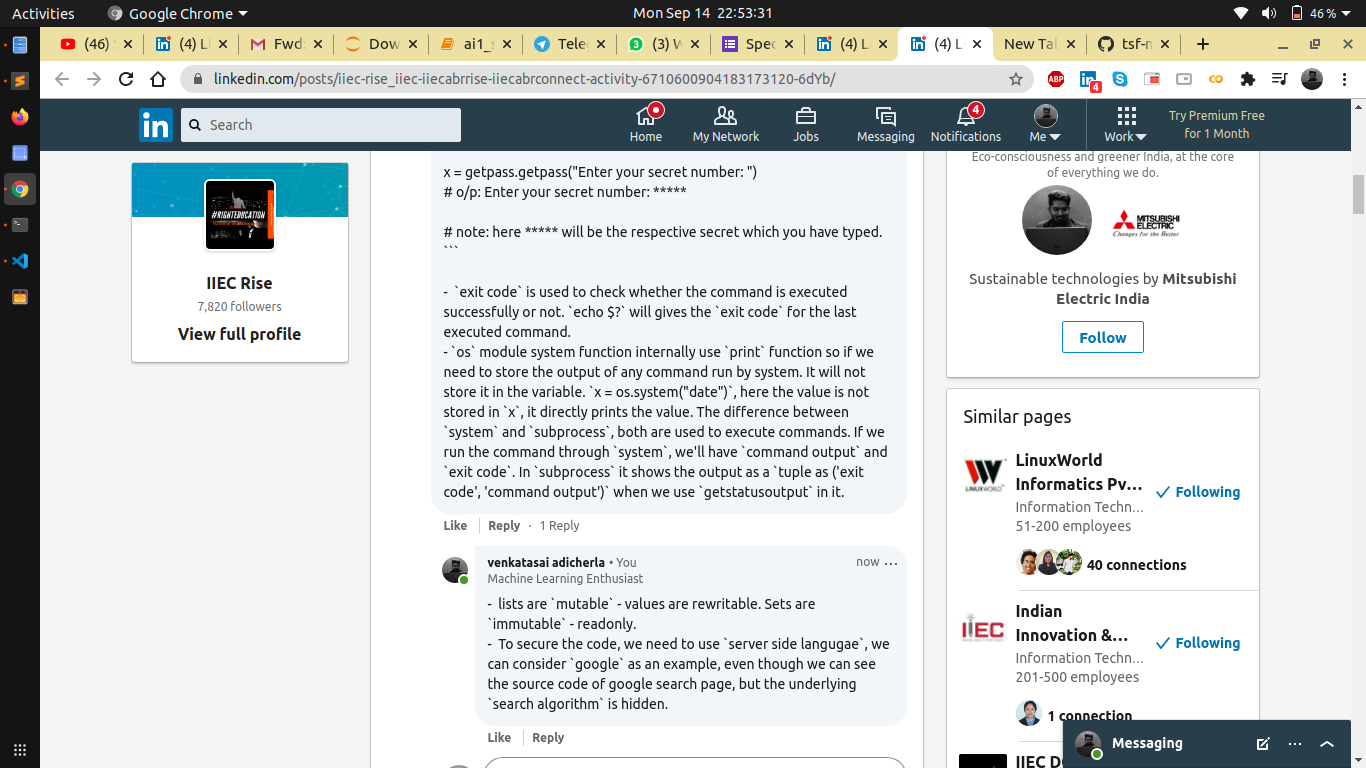 Activities
Google Chrome
Mon Sep 14 22:53:31
46 %
(46)
(4) L
Fwd:
Dow
ai1_
Tele
(3) W
Spec
(4) L
(4) L
New Ta
tsf-
linkedin.com/posts/iiec-rise_iiec-iiecabrrise-iiecabrconnect-activity-6710600904183173120-6dYb/
ABP
4
in
Search
Home
My Network
Jobs
Messaging
4
Notifications
Me
Work
Try Premium Free
for 1 Month
#RIGHTEDUCATION
IIEC Rise
7,820 followers
View full profile
x = getpass.getpass("Enter your secret number: ")
# o/p: Enter your secret number: *****
# note: here ***** will be the respective secret which you have typed.
```
- `exit code` is used to check whether the command is executed
successfully or not. `echo $?` will gives the `exit code` for the last
executed command.
- `os` module system function internally use `print` function so if we
need to store the output of any command run by system. It will not
store it in the variable. `x = os.system("date")`, here the value is not
stored in `x`, it directly prints the value. The difference between
`system` and `subprocess`, both are used to execute commands. If we
run the command through `system`, we'll have `command output` and
`exit code`. In `subprocess` it shows the output as a `tuple as ('exit
code', 'command output')` when we use `getstatusoutput` in it.
Like
Reply · 1 Reply
venkatasai adicherla • You
now ...
Machine Learning Enthusiast
- lists are `mutable` - values are rewritable. Sets are
`immutable` - readonly.
- To secure the code, we need to use `server side langugae`, we
can consider `google` as an example, even though we can see
the source code of google search page, but the underlying
`search algorithm` is hidden.
Like
Reply
Eco-consciousness and greener India, at the core
of everything we do.
MITSUBISHI
ELECTRIC
Changes for the Better
Sustainable technologies by Mitsubishi
Electric India
Follow
Similar pages
LINUXWORLD
LinuxWorld
Informatics Pv...
Following
Information Techn...
51-200 employees
40 connections
IIEC
Indian
Innovation &...
Following
Information Techn...
201-500 employees
1 connection
Messaging